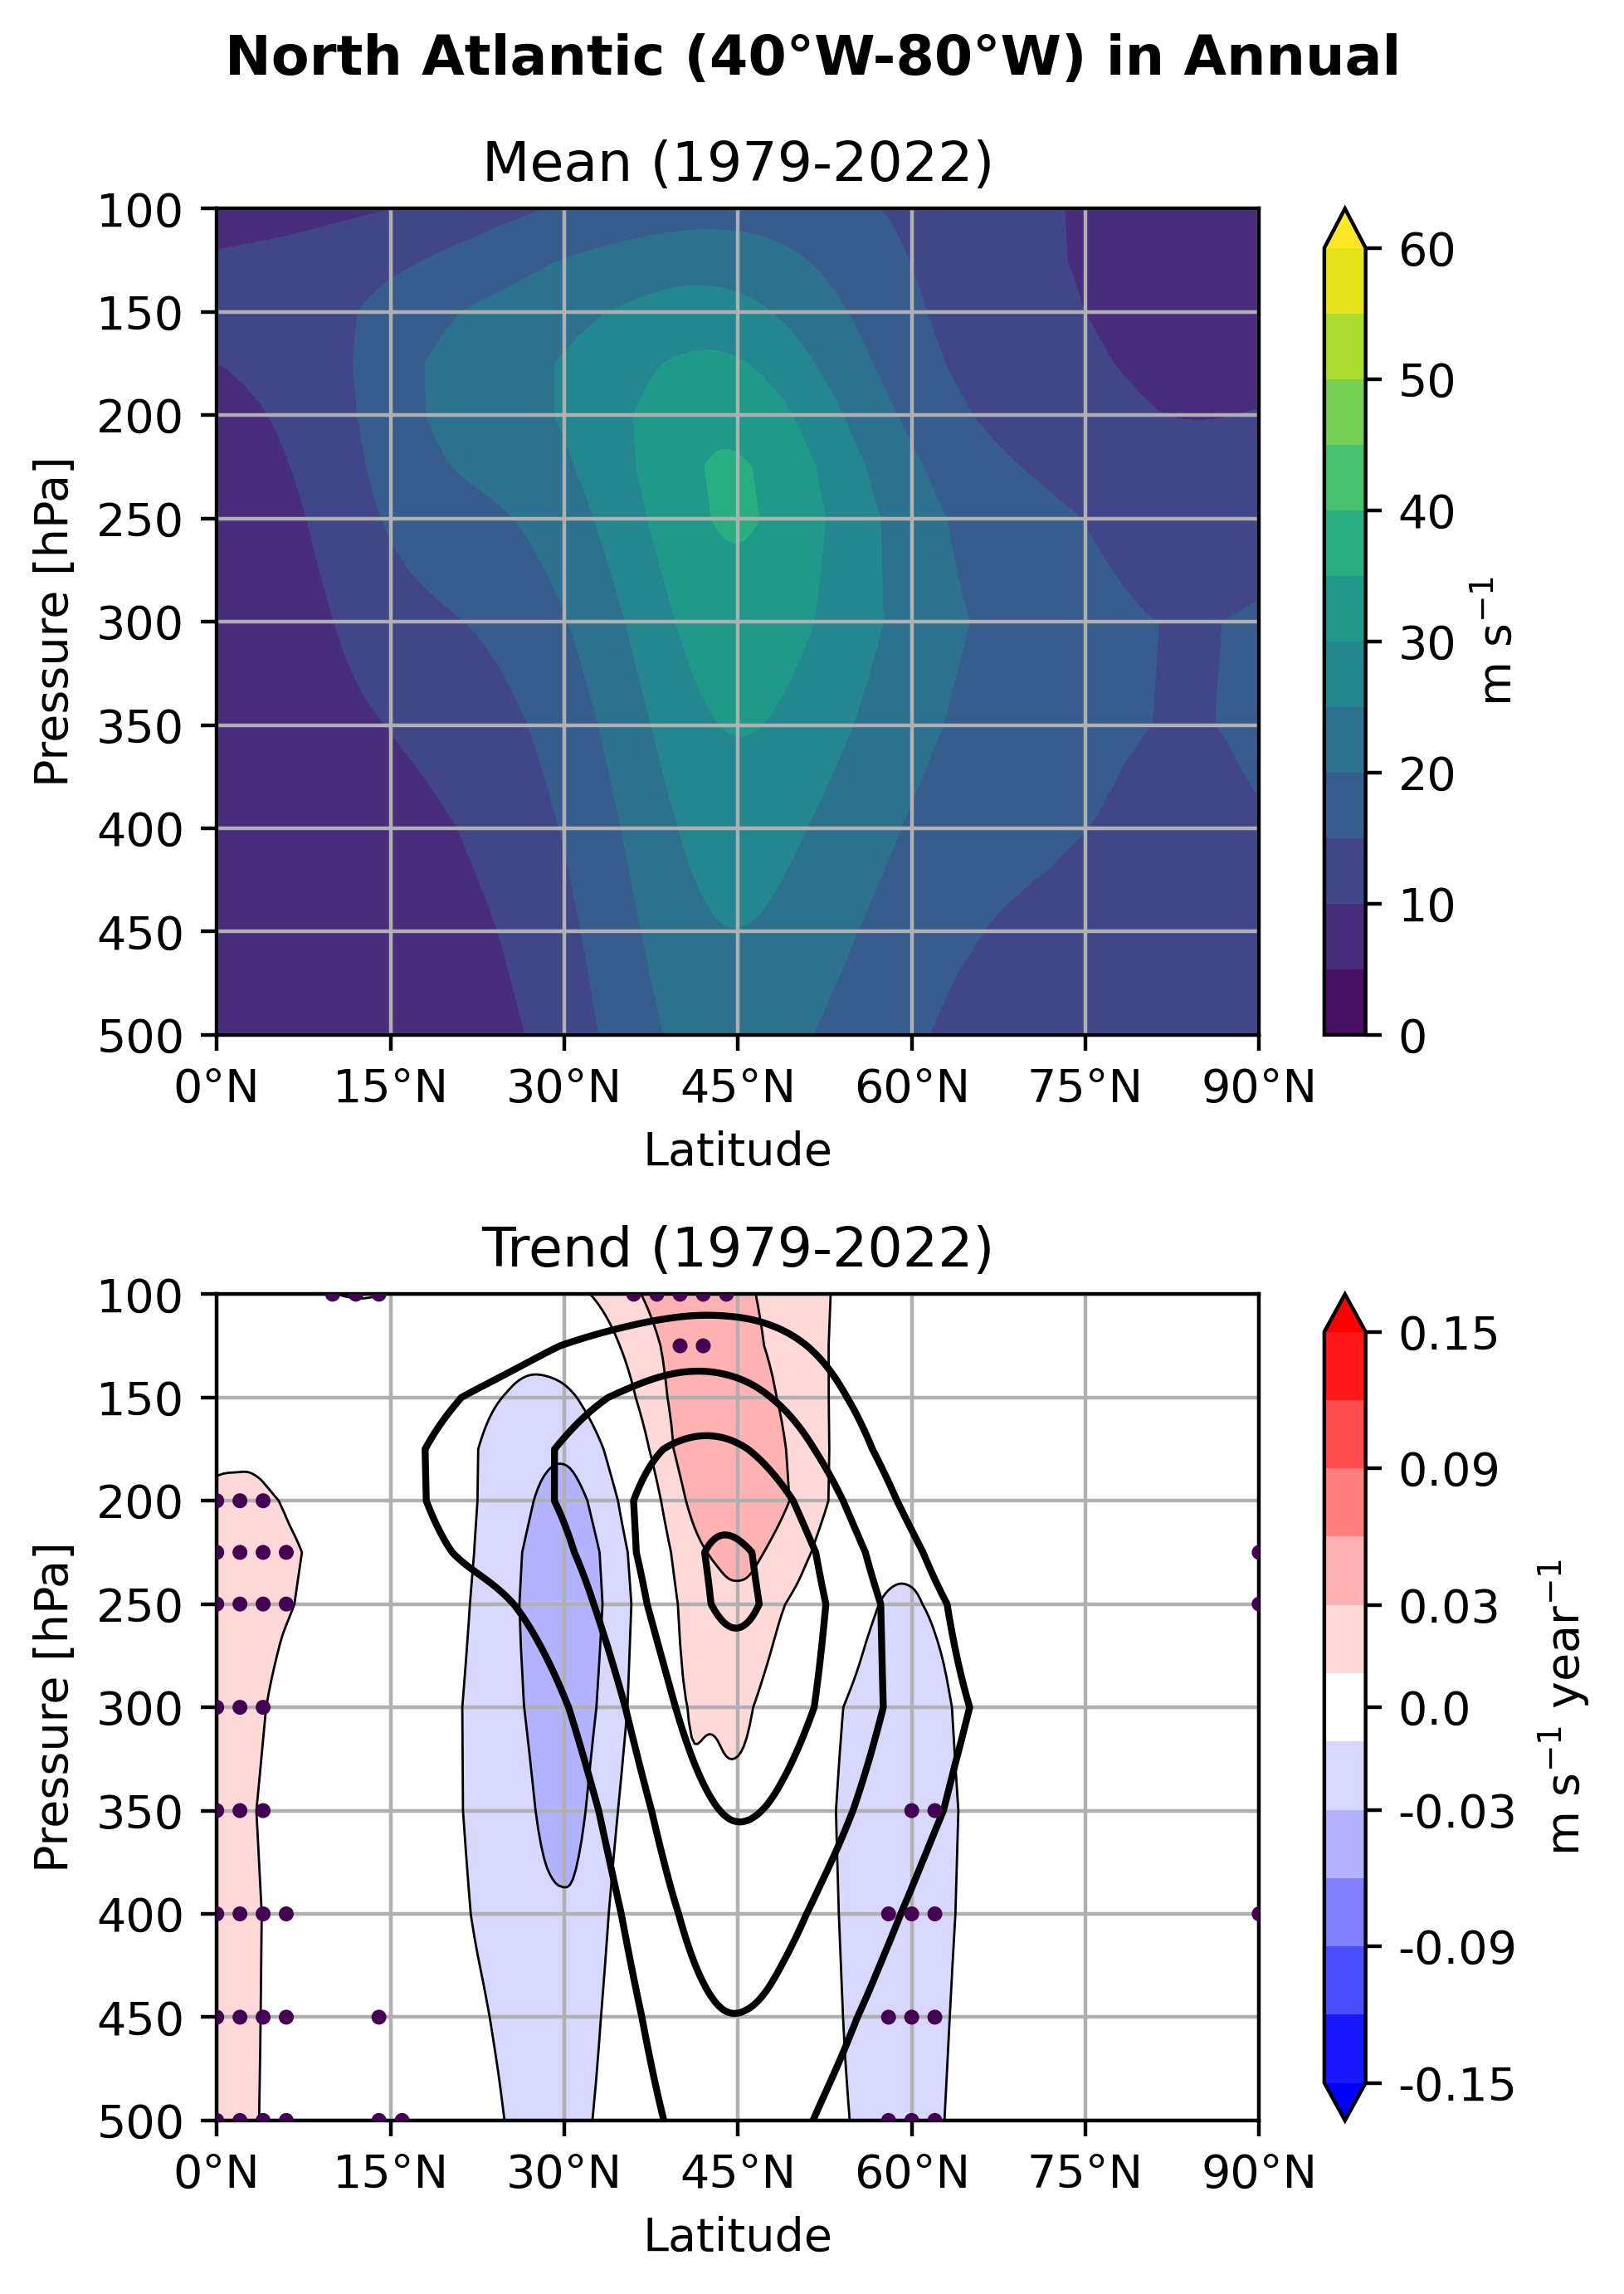 North Atlantic (40°W-80°W) in Annual
Mean (1979-2022)
100
150
200
250
300
350
400
450
500
Pressure [hPa]
0°N 15°N 30°N 45°N 60°N 75°N 90°N
Latitude
60
50
40
30
20
10
0
m s⁻¹
Trend (1979-2022)
100
150
200
250
300
350
400
450
500
Pressure [hPa]
0°N 15°N 30°N 45°N 60°N 75°N 90°N
Latitude
0.15
0.09
0.03
0.0
-0.03
-0.09
-0.15
m s⁻¹ year⁻¹